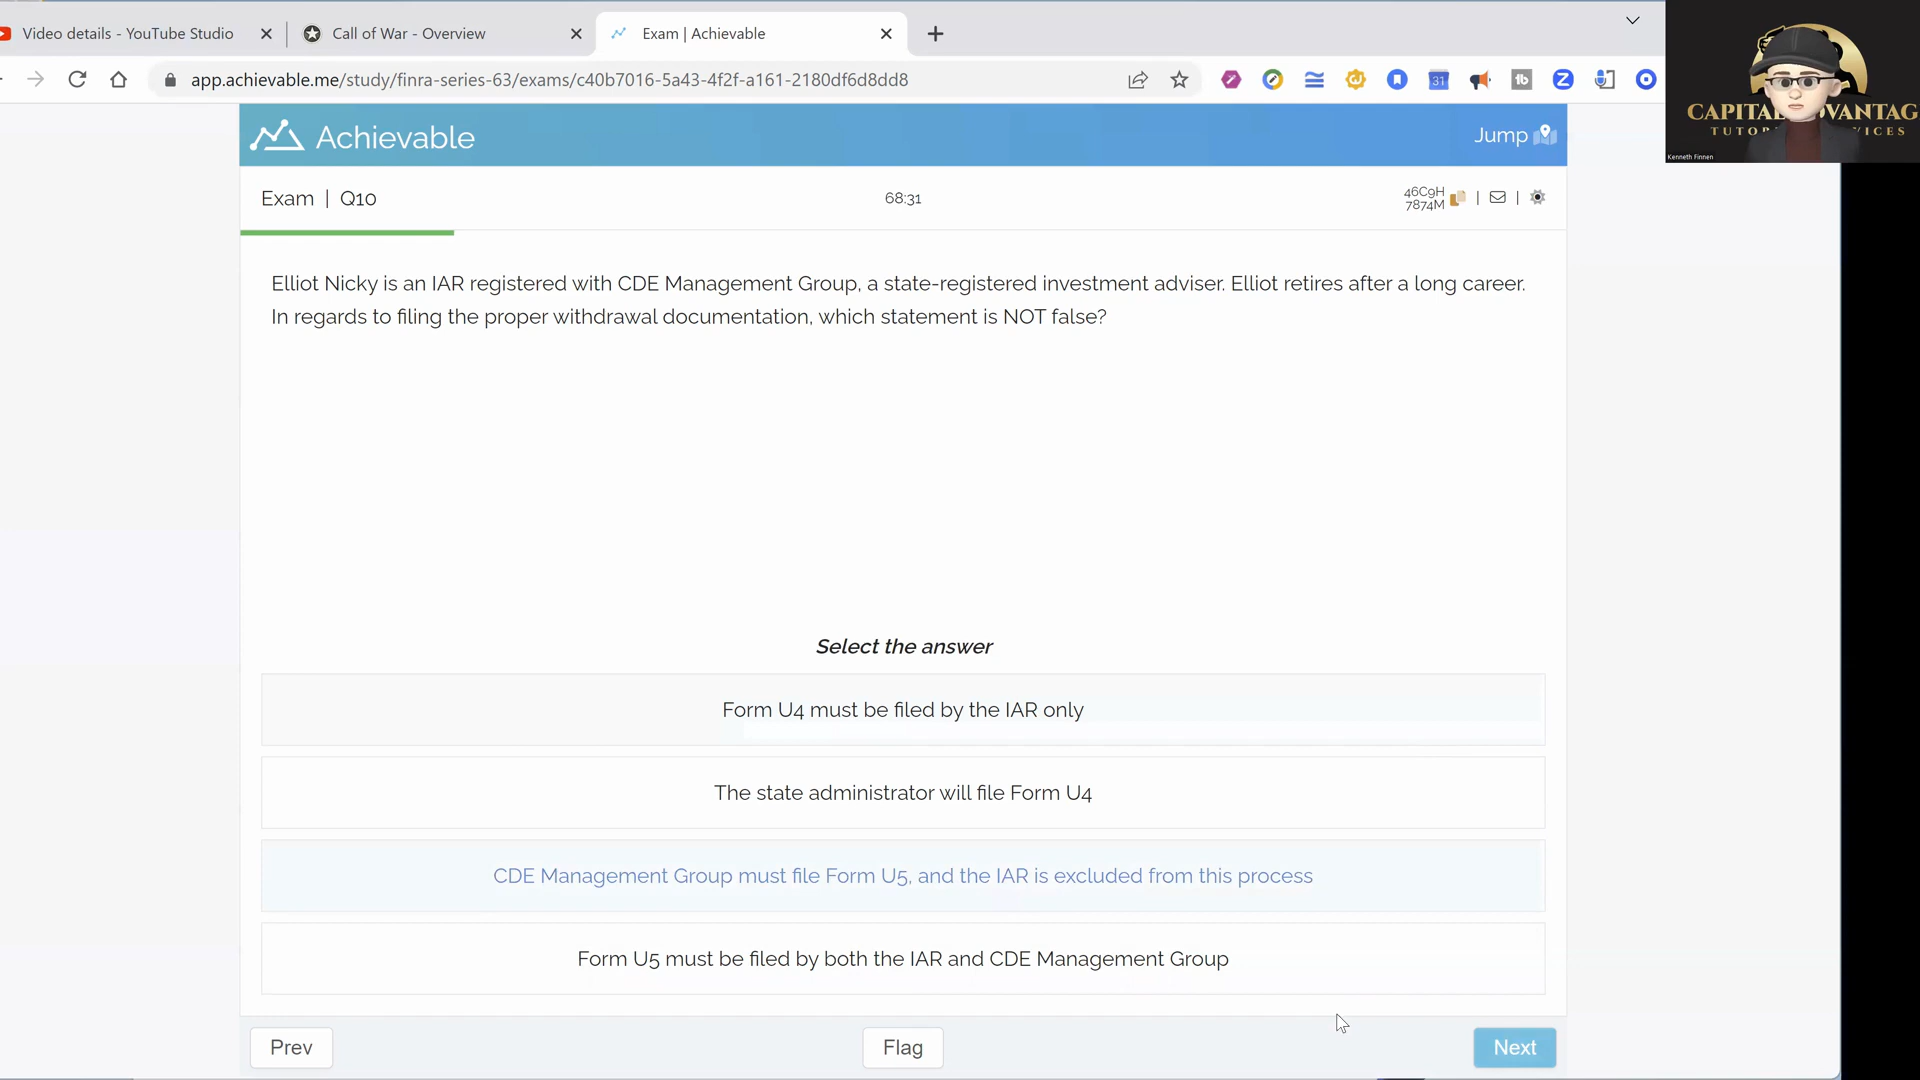 Video details - YouTube Studio
Call of War - Overview
Exam | Achievable
app.achievable.me/study/finra-series-63/exams/c40b7016-5a43-4f2f-a161-2180df6d8dd8
31
tb
Z
Kenneth Finnen
Achievable
Jump
Exam | Q10
68:31
46C9H
7874M
Elliot Nicky is an IAR registered with CDE Management Group, a state-registered investment adviser. Elliot retires after a long career.
In regards to filing the proper withdrawal documentation, which statement is NOT false?
Select the answer
Form U4 must be filed by the IAR only
The state administrator will file Form U4
CDE Management Group must file Form U5, and the IAR is excluded from this process
Form U5 must be filed by both the IAR and CDE Management Group
Prev
Flag
Next